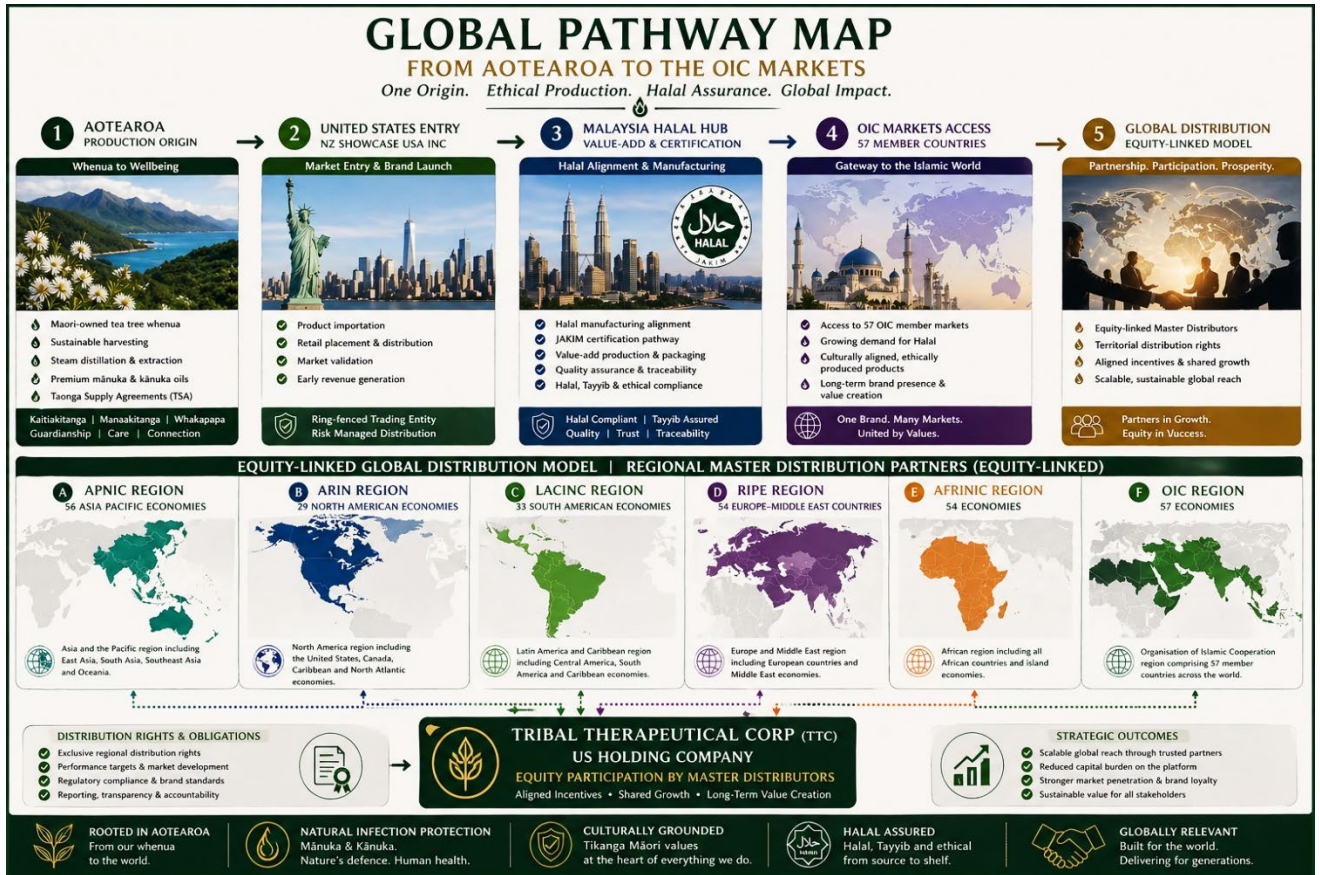 GLOBAL PATHWAY MAP
FROM AOTEAROA TO THE OIC MARKETS
One Origin. Ethical Production. Halal Assurance. Global Impact.
1
AOTEAROA
PRODUCTION ORIGIN
Whenua to Wellbeing
Maori-owned tea tree whenua
Sustainable harvesting
Steam distillation & extraction
Premium mānuka & kānuka oils
Taonga Supply Agreements (TSA)
Kaitiakitanga | Manaakitanga | Whakapapa
Guardianship | Care | Connection
2
UNITED STATES ENTRY
NZ SHOWCASE USA INC
Market Entry & Brand Launch
Product importation
Retail placement & distribution
Market validation
Early revenue generation
Ring-fenced Trading Entity
Risk Managed Distribution
3
MALAYSIA HALAL HUB
VALUE-ADD & CERTIFICATION
Halal Alignment & Manufacturing
حلال
HALAL
JAKIM
Halal manufacturing alignment
JAKIM certification pathway
Value-add production & packaging
Quality assurance & traceability
Halal, Tayyib & ethical compliance
Halal Compliant | Tayyib Assured
Quality | Trust | Traceability
4
OIC MARKETS ACCESS
57 MEMBER COUNTRIES
Gateway to the Islamic World
Access to 57 OIC member markets
Growing demand for Halal
Culturally aligned, ethically
produced products
Long-term brand presence &
value creation
One Brand. Many Markets.
United by Values.
5
GLOBAL DISTRIBUTION
EQUITY-LINKED MODEL
Partnership. Participation. Prosperity.
Equity-linked Master Distributors
Territorial distribution rights
Aligned incentives & shared growth
Scalable, sustainable global reach
Partners in Growth.
Equity in Vuccess.
EQUITY-LINKED GLOBAL DISTRIBUTION MODEL | REGIONAL MASTER DISTRIBUTION PARTNERS (EQUITY-LINKED)
A
APNIC REGION
56 ASIA PACIFIC ECONOMIES
Asia and the Pacific region including
East Asia, South Asia, Southeast Asia
and Oceania.
B
ARIN REGION
29 NORTH AMERICAN ECONOMIES
North America region including
the United States, Canada,
Caribbean and North Atlantic
economies.
C
LACINC REGION
33 SOUTH AMERICAN ECONOMIES
Latin America and Caribbean region
including Central America, South
America and Caribbean economies.
D
RIPE REGION
54 EUROPE–MIDDLE EAST COUNTRIES
Europe and Middle East region
including European countries and
Middle East economies.
E
AFRINIC REGION
54 ECONOMIES
African region including all
African countries and island
economies.
F
OIC REGION
57 ECONOMIES
Organisation of Islamic Cooperation
region comprising 57 member
countries across the world.
DISTRIBUTION RIGHTS & OBLIGATIONS
Exclusive regional distribution rights
Performance targets & market development
Regulatory compliance & brand standards
Reporting, transparency & accountability
TRIBAL THERAPEUTICAL CORP (TTC)
US HOLDING COMPANY
EQUITY PARTICIPATION BY MASTER DISTRIBUTORS
Aligned Incentives • Shared Growth • Long-Term Value Creation
STRATEGIC OUTCOMES
Scalable global reach through trusted partners
Reduced capital burden on the platform
Stronger market penetration & brand loyalty
Sustainable value for all stakeholders
ROOTED IN AOTEAROA
From our whenua
to the world.
NATURAL INFECTION PROTECTION
Mānuka & Kānuka.
Nature's defence. Human health.
CULTURALLY GROUNDED
Tikanga Māori values
at the heart of everything we do.
HALAL ASSURED
Halal, Tayyib and ethical
from source to shelf.
GLOBALLY RELEVANT
Built for the world.
Delivering for generations.